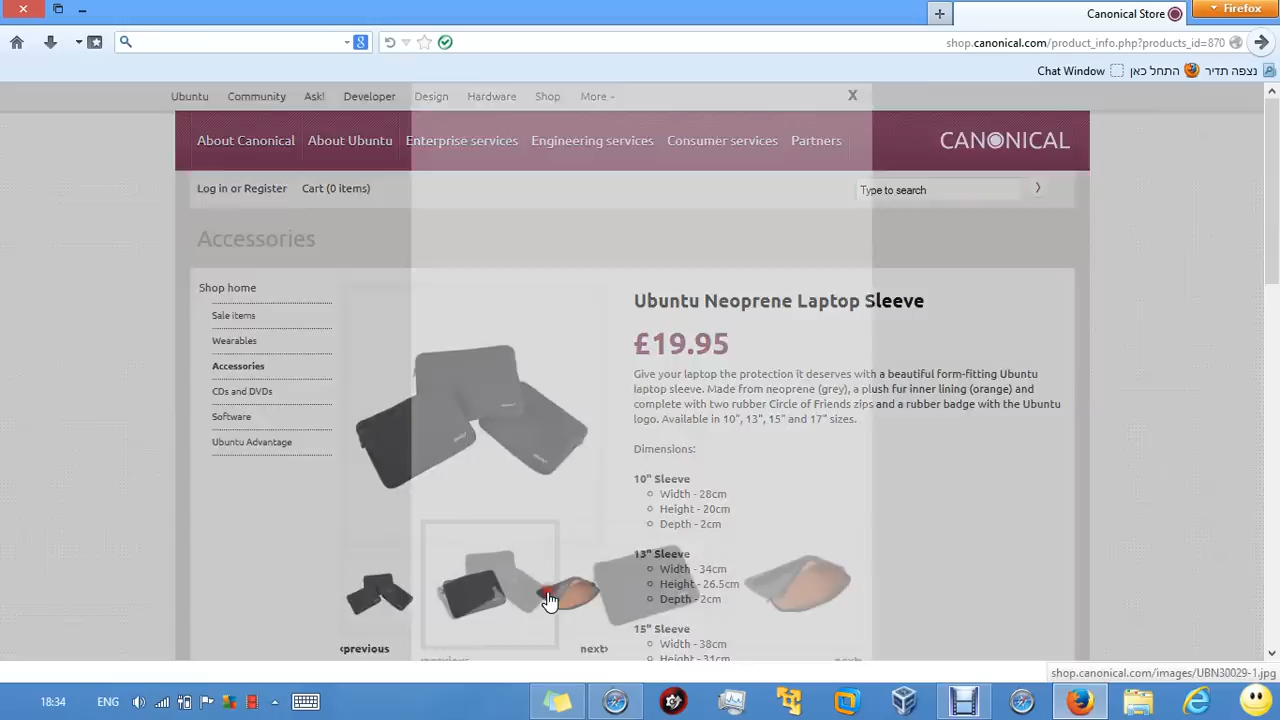 Firefox
Canonical Store
shop.canonical.com/product_info.php?products_id=870
Chat Window התחל כאן נצפה תדיר
Ubuntu Community Ask! Developer Design Hardware Shop More X
About Canonical About Ubuntu Enterprise services Engineering services Consumer services Partners CANONICAL
Log in or Register Cart (0 items) Type to search
Accessories
Shop home
Sale items
Wearables
Accessories
CDs and DVDs
Software
Ubuntu Advantage
Ubuntu Neoprene Laptop Sleeve
£19.95
Give your laptop the protection it deserves with a beautiful form-fitting Ubuntu
laptop sleeve. Made from neoprene (grey), a plush fur inner lining (orange) and
complete with two rubber Circle of Friends zips and a rubber badge with the Ubuntu
logo. Available in 10", 13", 15" and 17" sizes.
Dimensions:
10" Sleeve
Width - 28cm
Height - 20cm
Depth - 2cm
13" Sleeve
Width - 34cm
Height - 26.5cm
Depth - 2cm
15" Sleeve
Width - 38cm
Height - 31cm
‹previous next›
‹previous next›
shop.canonical.com/images/UBN30029-1.jpg
18:34 ENG